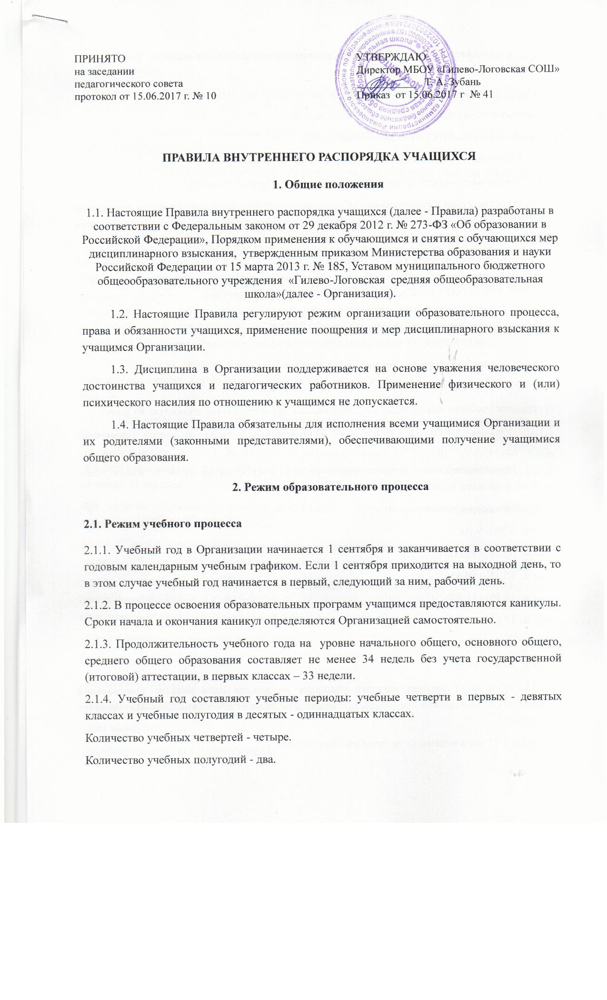 ПРИНЯТО
на заседании
педагогического совета
протокол от 15.06.2017 г. № 10
УТВЕРЖДАЮ
Директор МБОУ «Гилево-Логовская СОШ»
Т. А. Зубань
Приказ от 15.06.2017 г № 41
ПРАВИЛА ВНУТРЕННЕГО РАСПОРЯДКА УЧАЩИХСЯ
1. Общие положения
1.1. Настоящие Правила внутреннего распорядка учащихся (далее - Правила) разработаны в
соответствии с Федеральным законом от 29 декабря 2012 г. № 273-ФЗ «Об образовании в
Российской Федерации», Порядком применения к обучающимся и снятия с обучающихся мер
дисциплинарного взыскания, утвержденным приказом Министерства образования и науки
Российской Федерации от 15 марта 2013 г. № 185, Уставом муниципального бюджетного
общеообразовательного учреждения «Гилево-Логовская средняя общеобразовательная
школа»(далее - Организация).
1.2. Настоящие Правила регулируют режим организации образовательного процесса,
права и обязанности учащихся, применение поощрения и мер дисциплинарного взыскания к
учащимся Организации.
1.3. Дисциплина в Организации поддерживается на основе уважения человеческого
достоинства учащихся и педагогических работников. Применение физического и (или)
психического насилия по отношению к учащимся не допускается.
1.4. Настоящие Правила обязательны для исполнения всеми учащимися Организации и
их родителями (законными представителями), обеспечивающими получение учащимися
общего образования.
2. Режим образовательного процесса
2.1. Режим учебного процесса
2.1.1. Учебный год в Организации начинается 1 сентября и заканчивается в соответствии с
годовым календарным учебным графиком. Если 1 сентября приходится на выходной день, то
в этом случае учебный год начинается в первый, следующий за ним, рабочий день.
2.1.2. В процессе освоения образовательных программ учащимся предоставляются каникулы.
Сроки начала и окончания каникул определяются Организацией самостоятельно.
2.1.3. Продолжительность учебного года на уровне начального общего, основного общего,
среднего общего образования составляет не менее 34 недель без учета государственной
(итоговой) аттестации, в первых классах – 33 недели.
2.1.4. Учебный год составляют учебные периоды: учебные четверти в первых - девятых
классах и учебные полугодия в десятых - одиннадцатых классах.
Количество учебных четвертей - четыре.
Количество учебных полугодий - два.